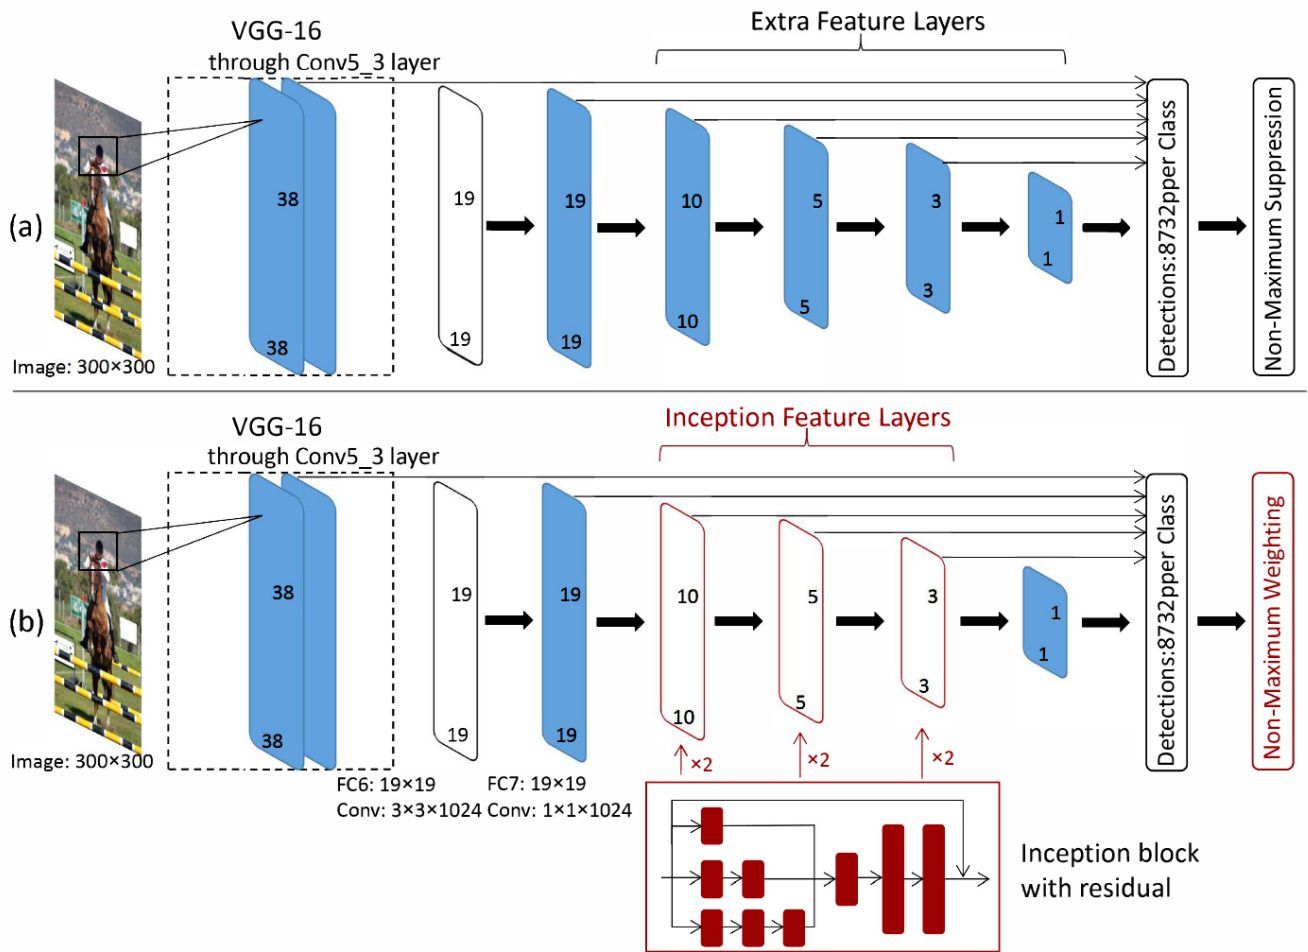 VGG-16
through Conv5_3 layer
Extra Feature Layers
(a)
38
38
19
19
19
19
10
10
5
5
3
3
1
1
Detections:8732pper Class
Non-Maximum Suppression
Image: 300×300
VGG-16
through Conv5_3 layer
Inception Feature Layers
(b)
38
38
19
19
19
19
10
10
5
5
3
3
1
1
Detections:8732pper Class
Non-Maximum Weighting
Image: 300×300
FC6: 19×19
Conv: 3×3×1024
FC7: 19×19
Conv: 1×1×1024
×2
×2
×2
Inception block
with residual